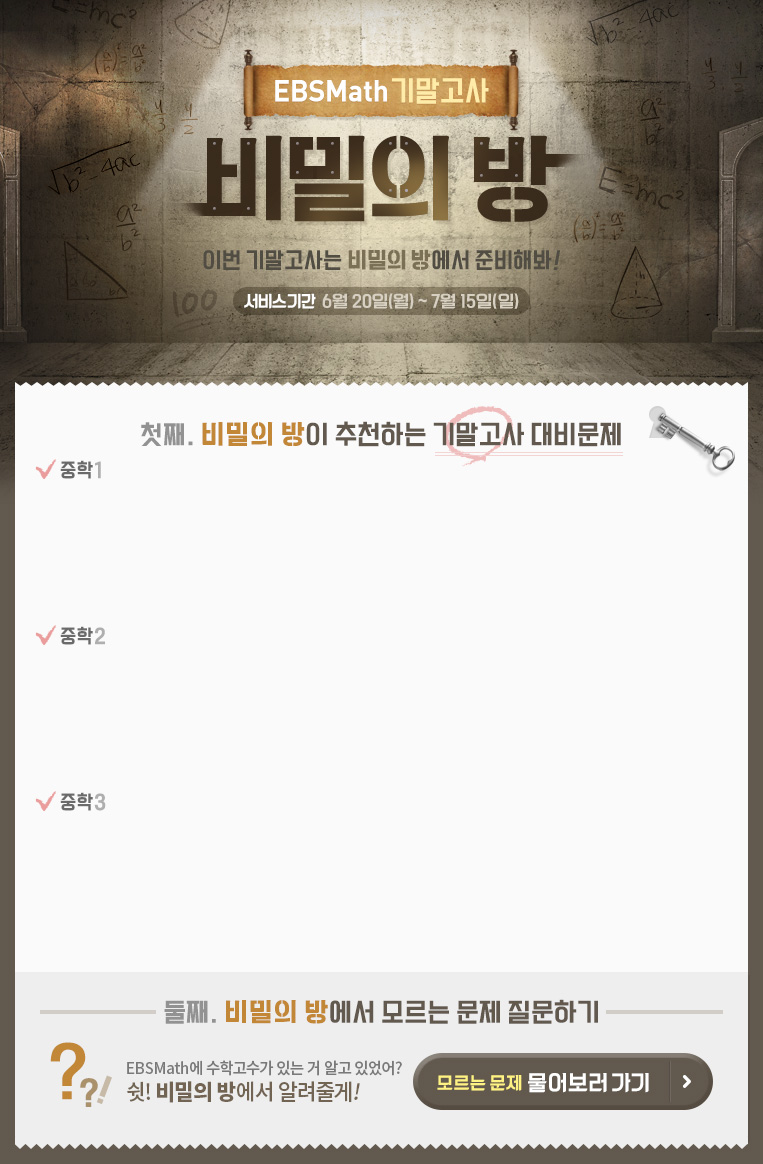 EBSMath 기말고사
비밀의 방
이번 기말고사는 비밀의 방에서 준비해봐!
서비스기간 6월 20일(월) ~ 7월 15일(일)
100
√b²-4ac
a²
b²
E=mc²
첫째. 비밀의 방이 추천하는 기말고사 대비문제
중학1
중학2
중학3
둘째. 비밀의 방에서 모르는 문제 질문하기
??!
EBSMath에 수학고수가 있는 거 알고 있었어?
쉿! 비밀의 방에서 알려줄게!
모르는 문제 물어보러 가기 >